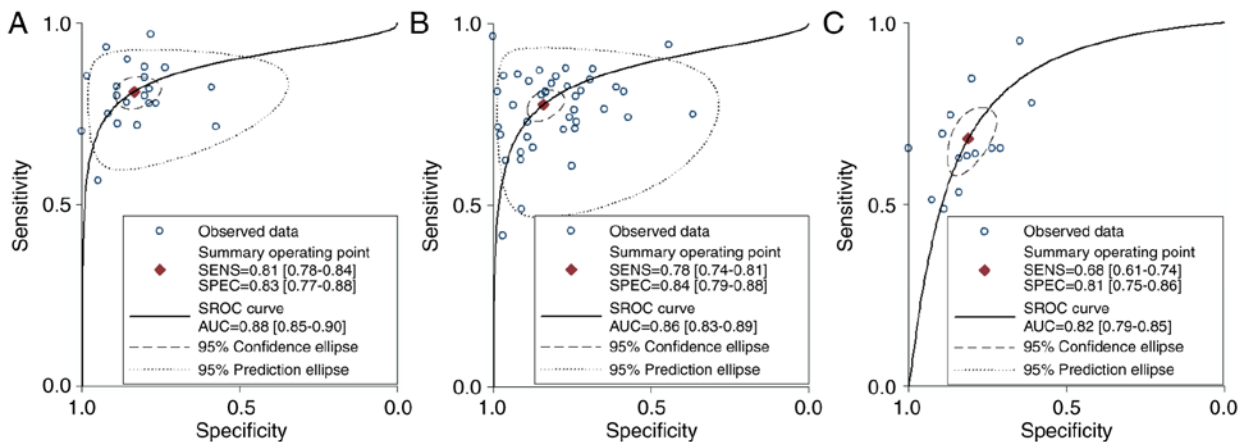 A
1.0
0.5
0.0
Sensitivity
Observed data
Summary operating point
SENS=0.81 [0.78-0.84]
SPEC=0.83 [0.77-0.88]
SROC curve
AUC=0.88 [0.85-0.90]
95% Confidence ellipse
95% Prediction ellipse
1.0 0.5 0.0
Specificity
B
1.0
0.5
0.0
Sensitivity
Observed data
Summary operating point
SENS=0.78 [0.74-0.81]
SPEC=0.84 [0.79-0.88]
SROC curve
AUC=0.86 [0.83-0.89]
95% Confidence ellipse
95% Prediction ellipse
1.0 0.5 0.0
Specificity
C
1.0
0.5
0.0
Sensitivity
Observed data
Summary operating point
SENS=0.68 [0.61-0.74]
SPEC=0.81 [0.75-0.86]
SROC curve
AUC=0.82 [0.79-0.85]
95% Confidence ellipse
95% Prediction ellipse
1.0 0.5 0.0
Specificity